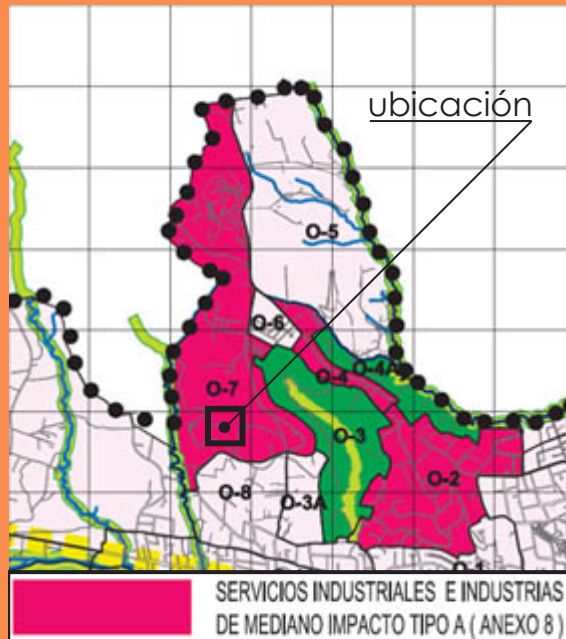 ubicación
O-5
O-6
O-4
O-4A
O-7
O-3
O-2
O-8
O-3A
O-1
SERVICIOS INDUSTRIALES E INDUSTRIAS
DE MEDIANO IMPACTO TIPO A ( ANEXO 8 )